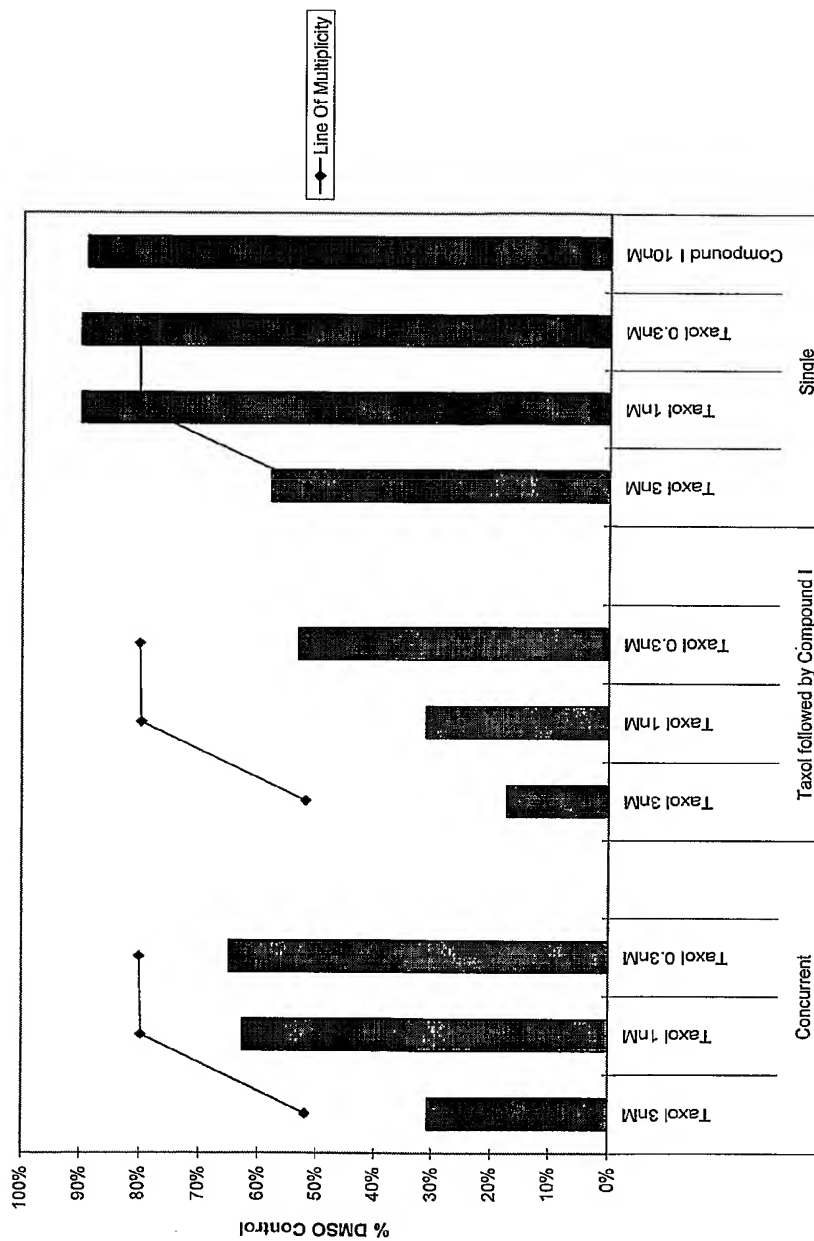 Line Of Multiplicity
100%
90%
80%
70%
60%
50%
40%
30%
20%
10%
0%
% DMSO Control
Taxol 3nM
Taxol 1nM
Taxol 0.3nM
Taxol 3nM
Taxol 1nM
Taxol 0.3nM
Taxol 3nM
Taxol 1nM
Taxol 0.3nM
Compound I 10nM
Concurrent
Taxol followed by Compound I
Single